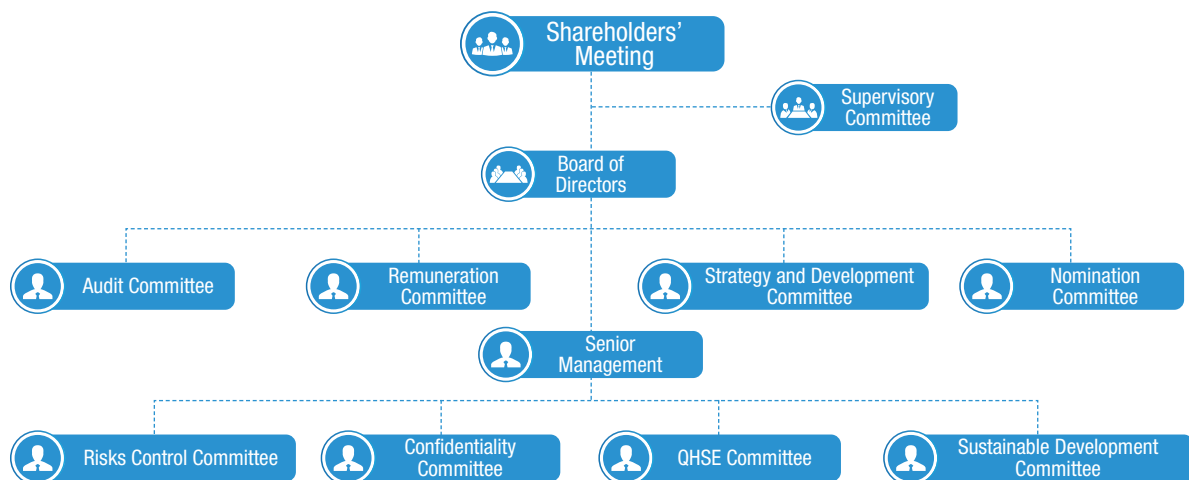 Shareholders’
Meeting
Supervisory
Committee
Board of
Directors
Audit Committee
Remuneration
Committee
Strategy and Development
Committee
Nomination
Committee
Senior
Management
Risks Control Committee
Confidentiality
Committee
QHSE Committee
Sustainable Development
Committee